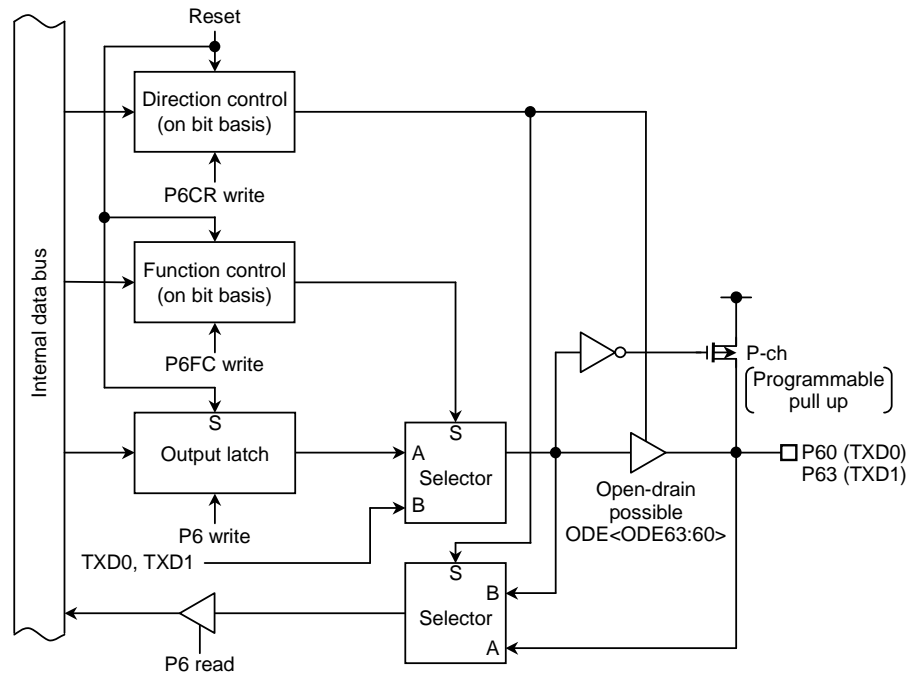 Reset
Direction control
(on bit basis)
P6CR write
Internal data bus
Function control
(on bit basis)
P6FC write
P-ch
Programmable
pull up
S
Output latch
P6 write
S
A
Selector
B
TXD0, TXD1
P60 (TXD0)
P63 (TXD1)
Open-drain
possible
ODE<ODE63:60>
S
B
Selector
A
P6 read